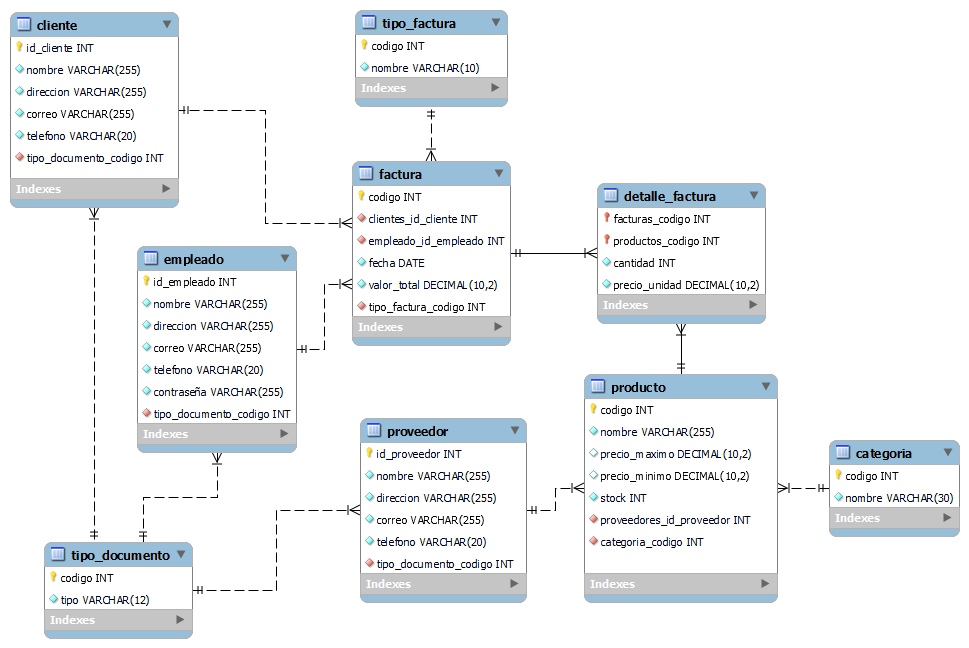 cliente
id_cliente INT
nombre VARCHAR(255)
direccion VARCHAR(255)
correo VARCHAR(255)
telefono VARCHAR(20)
tipo_documento_codigo INT
Indexes
tipo_factura
codigo INT
nombre VARCHAR(10)
Indexes
factura
codigo INT
clientes_id_cliente INT
empleado_id_empleado INT
fecha DATE
valor_total DECIMAL(10,2)
tipo_factura_codigo INT
Indexes
detalle_factura
facturas_codigo INT
productos_codigo INT
cantidad INT
precio_unidad DECIMAL(10,2)
Indexes
empleado
id_empleado INT
nombre VARCHAR(255)
direccion VARCHAR(255)
correo VARCHAR(255)
telefono VARCHAR(20)
contraseña VARCHAR(255)
tipo_documento_codigo INT
Indexes
proveedor
id_proveedor INT
nombre VARCHAR(255)
direccion VARCHAR(255)
correo VARCHAR(255)
telefono VARCHAR(20)
tipo_documento_codigo INT
Indexes
producto
codigo INT
nombre VARCHAR(255)
precio_maximo DECIMAL(10,2)
precio_minimo DECIMAL(10,2)
stock INT
proveedores_id_proveedor INT
categoria_codigo INT
Indexes
categoria
codigo INT
nombre VARCHAR(30)
Indexes
tipo_documento
codigo INT
tipo VARCHAR(12)
Indexes